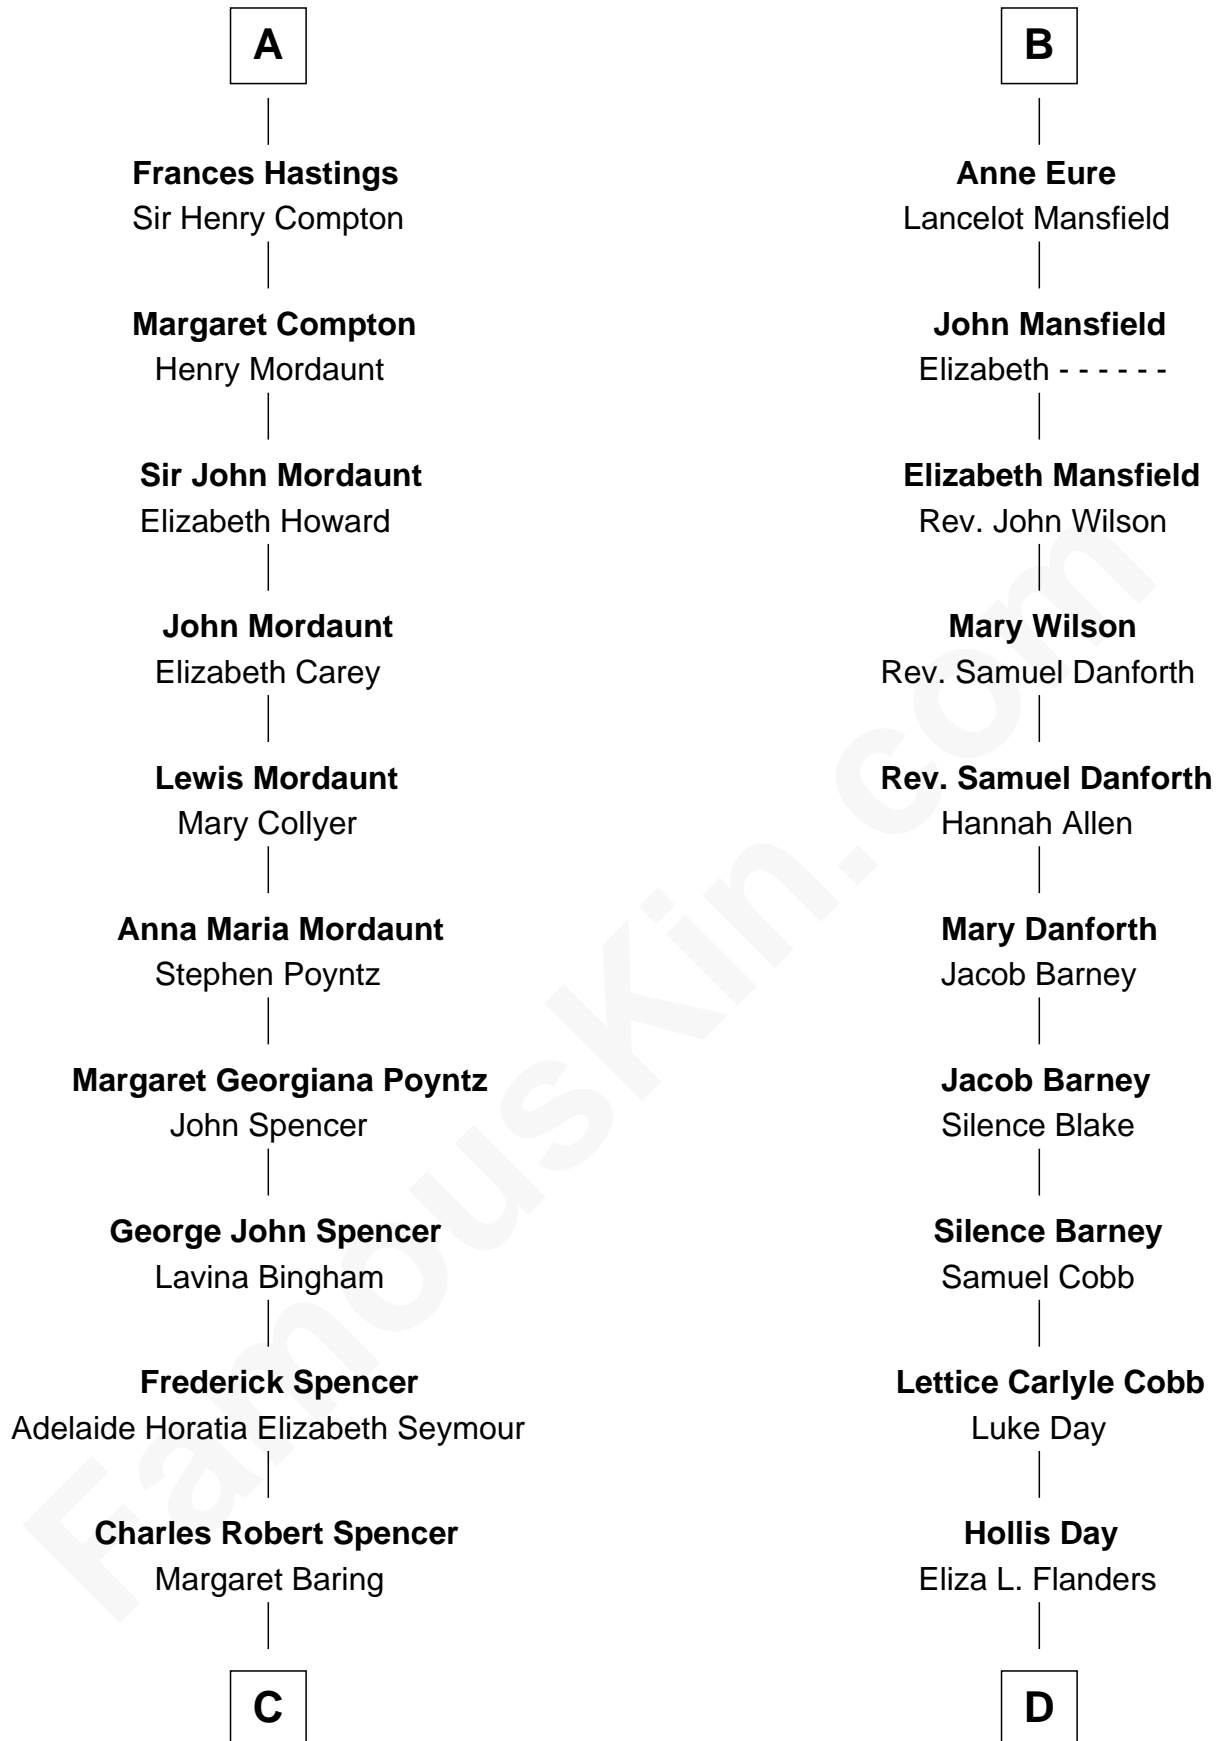 A
Frances Hastings
Sir Henry Compton
Margaret Compton
Henry Mordaunt
Sir John Mordaunt
Elizabeth Howard
John Mordaunt
Elizabeth Carey
Lewis Mordaunt
Mary Collyer
Anna Maria Mordaunt
Stephen Poyntz
Margaret Georgiana Poyntz
John Spencer
George John Spencer
Lavina Bingham
Frederick Spencer
Adelaide Horatia Elizabeth Seymour
Charles Robert Spencer
Margaret Baring
C
B
Anne Eure
Lancelot Mansfield
John Mansfield
Elizabeth - - - - - -
Elizabeth Mansfield
Rev. John Wilson
Mary Wilson
Rev. Samuel Danforth
Rev. Samuel Danforth
Hannah Allen
Mary Danforth
Jacob Barney
Jacob Barney
Silence Blake
Silence Barney
Samuel Cobb
Lettice Carlyle Cobb
Luke Day
Hollis Day
Eliza L. Flanders
D
FamousKin.com